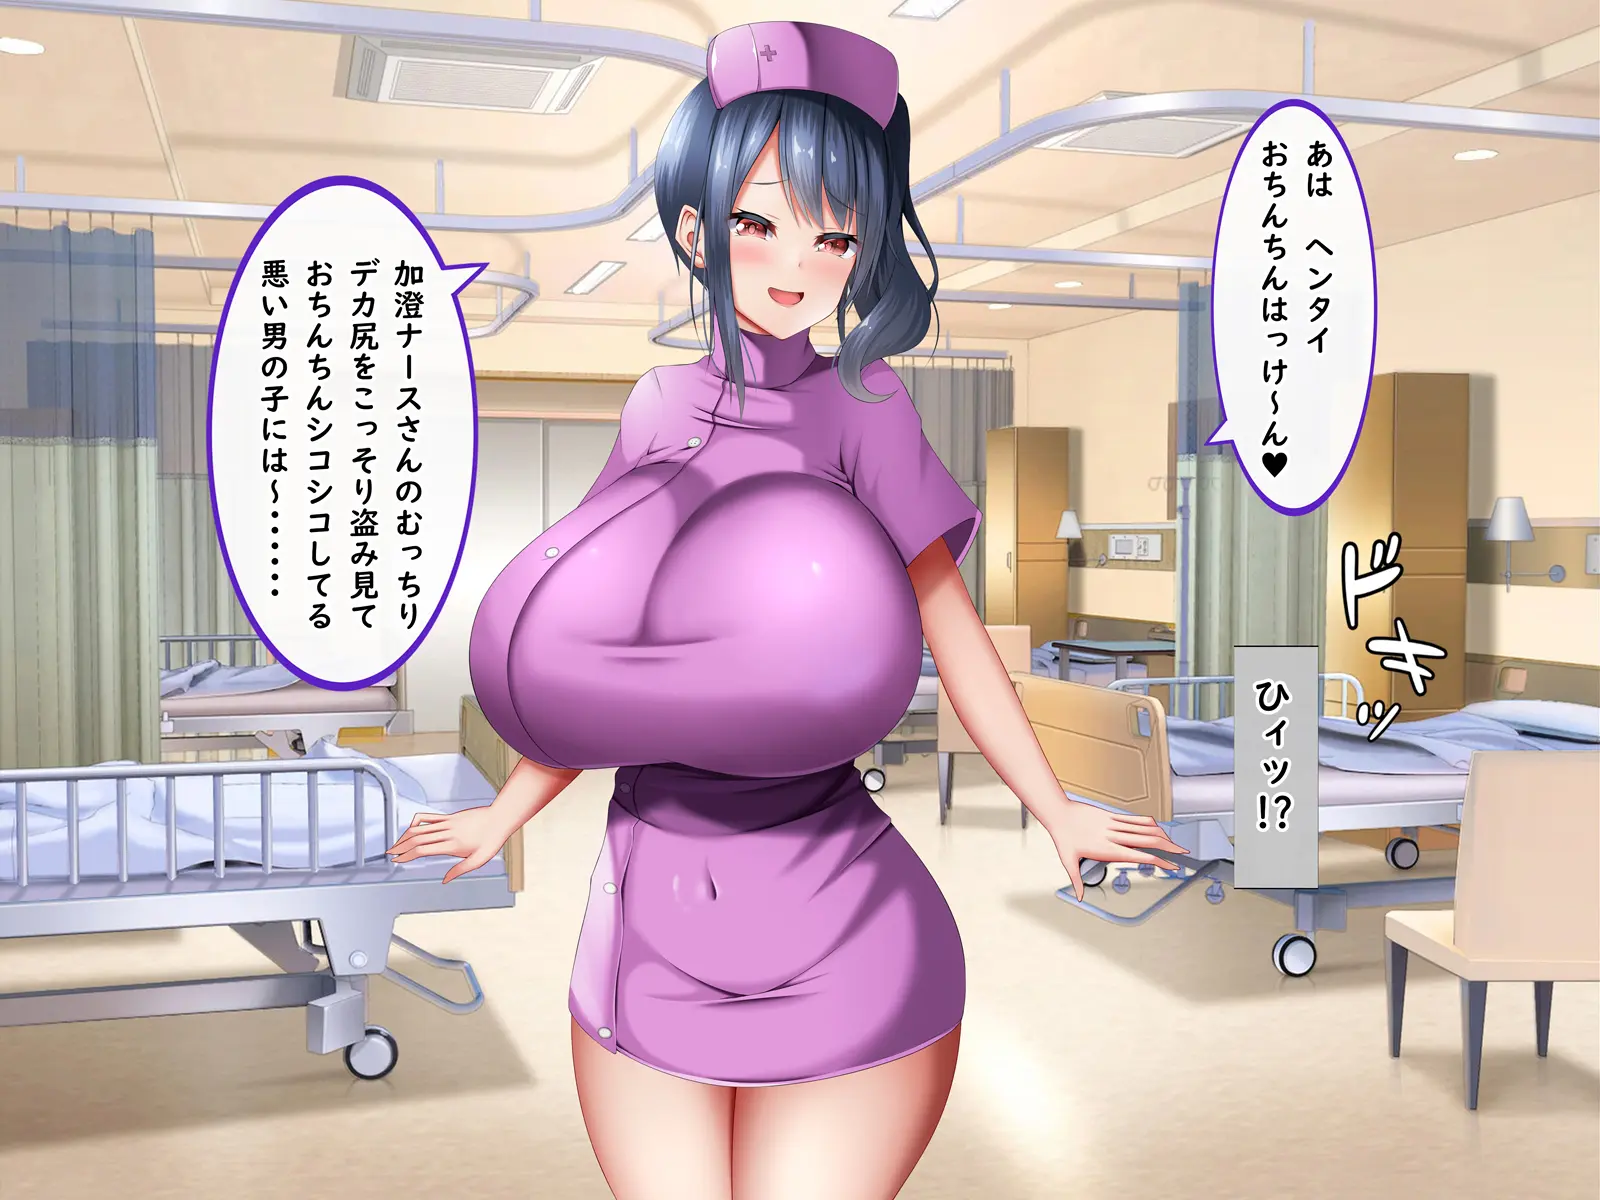 あは　ヘンタイ
おちんちんはっけ～ん♥
ドキッ
ひィッ!?
加澄ナースさんのむっちり
デカ尻をこっそり盗み見て
おちんちんシコシコしてる
悪い男の子には～・・・・・・